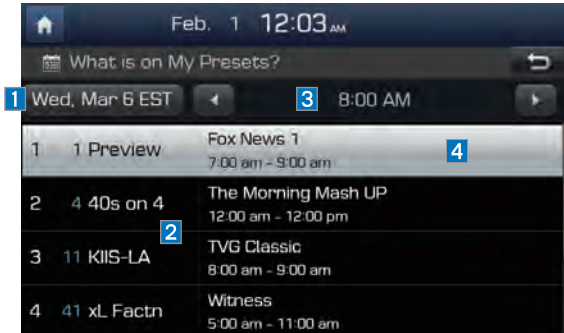 Feb. 1 12:03 AM
What is on My Presets?
1 Wed, Mar 6 EST 3 8:00 AM
1 1 Preview Fox News 1 4
7:00 am - 9:00 am
2 4 40s on 4 The Morning Mash UP
12:00 am - 12:00 pm
2
3 11 KIIS-LA TVG Classic
8:00 am - 9:00 am
4 41 xL Factn Witness
5:00 am - 11:00 am